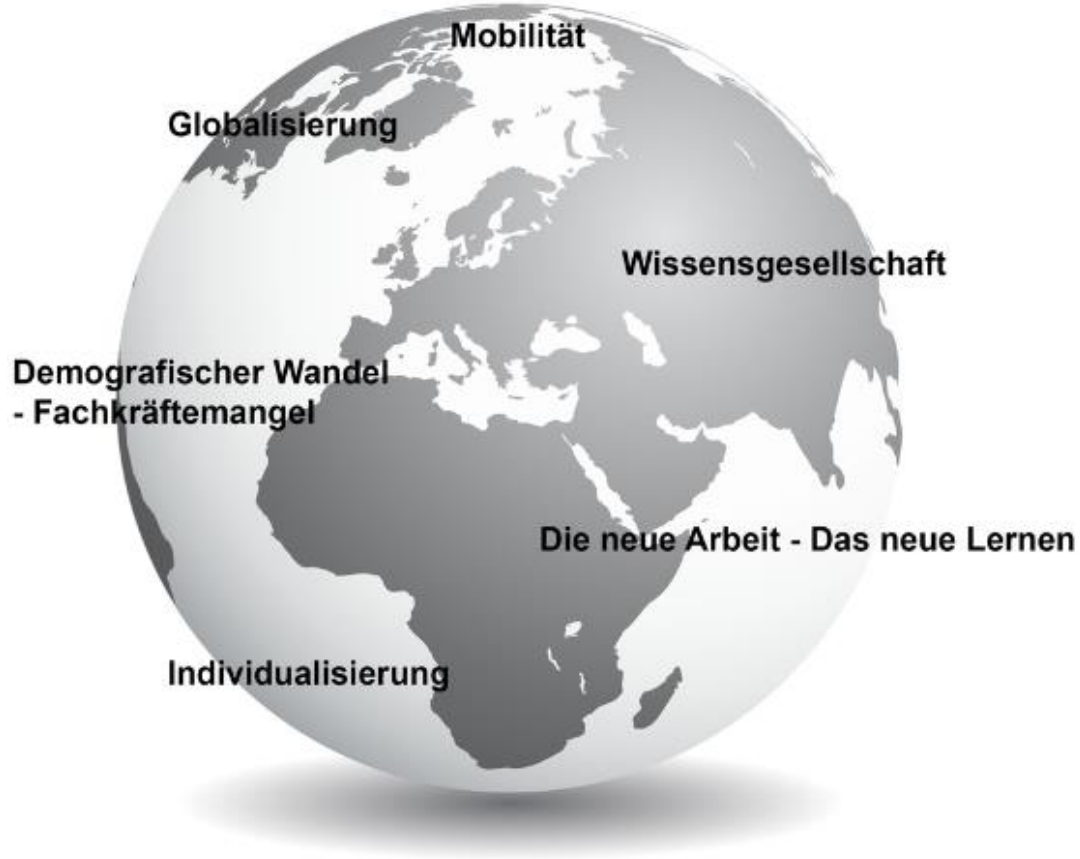 Mobilität
Globalisierung
Wissensgesellschaft
Demografischer Wandel
- Fachkräftemangel
Die neue Arbeit - Das neue Lernen
Individualisierung